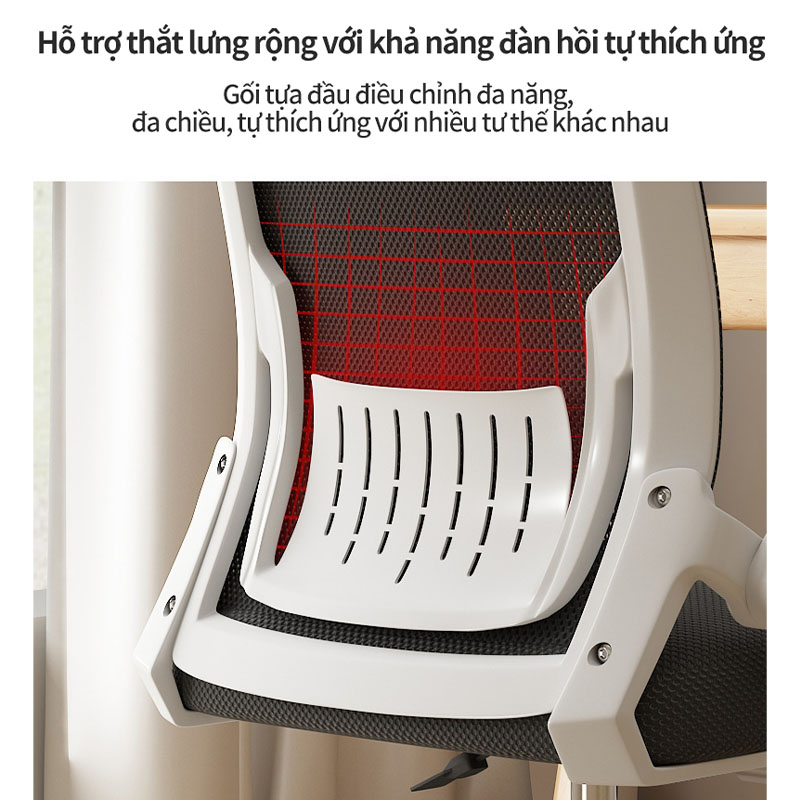 Hỗ trợ thắt lưng rộng với khả năng đàn hồi tự thích ứng
Gối tựa đầu điều chỉnh đa năng,
đa chiều, tự thích ứng với nhiều tư thế khác nhau